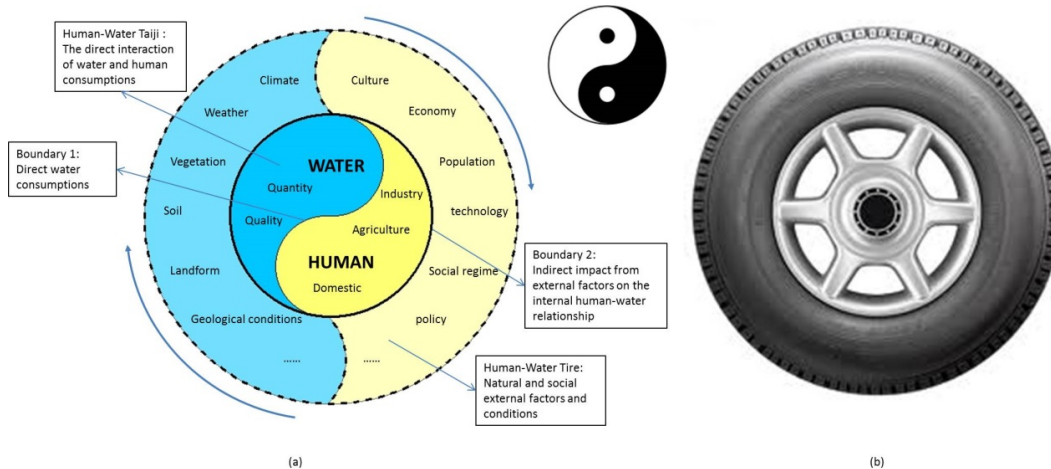 Human-Water Taiji :
The direct interaction
of water and human
consumptions
Boundary 1:
Direct water
consumptions
Climate
Weather
Vegetation
Soil
Landform
Geological conditions
......
Culture
Economy
Population
technology
Social regime
policy
......
WATER
Quantity
Quality
Industry
Agriculture
HUMAN
Domestic
Boundary 2:
Indirect impact from
external factors on the
internal human-water
relationship
Human-Water Tire:
Natural and social
external factors and
conditions
(a)
(b)